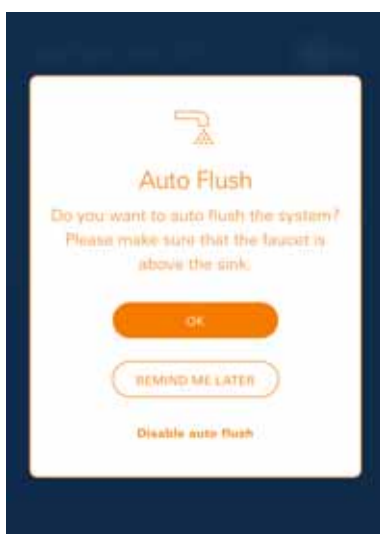 Auto Flush
Do you want to auto flush the system?
Please make sure that the faucet is
above the sink.
OK
REMIND ME LATER
Disable auto flush